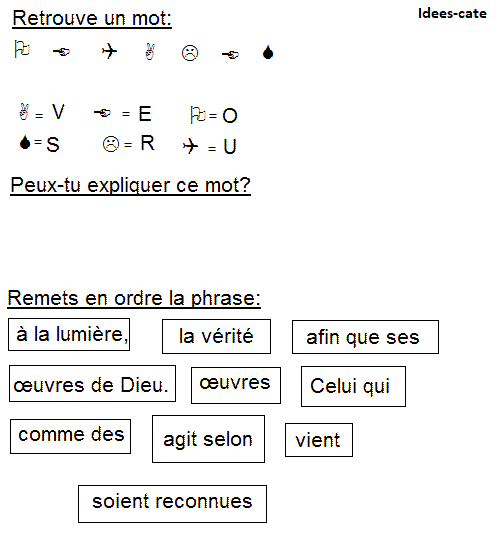 Retrouve un mot:
Idees-cate
= V = E = O
= S = R = U
Peux-tu expliquer ce mot?
Remets en ordre la phrase:
à la lumière, la vérité afin que ses
œuvres de Dieu. œuvres Celui qui
comme des agit selon vient
soient reconnues